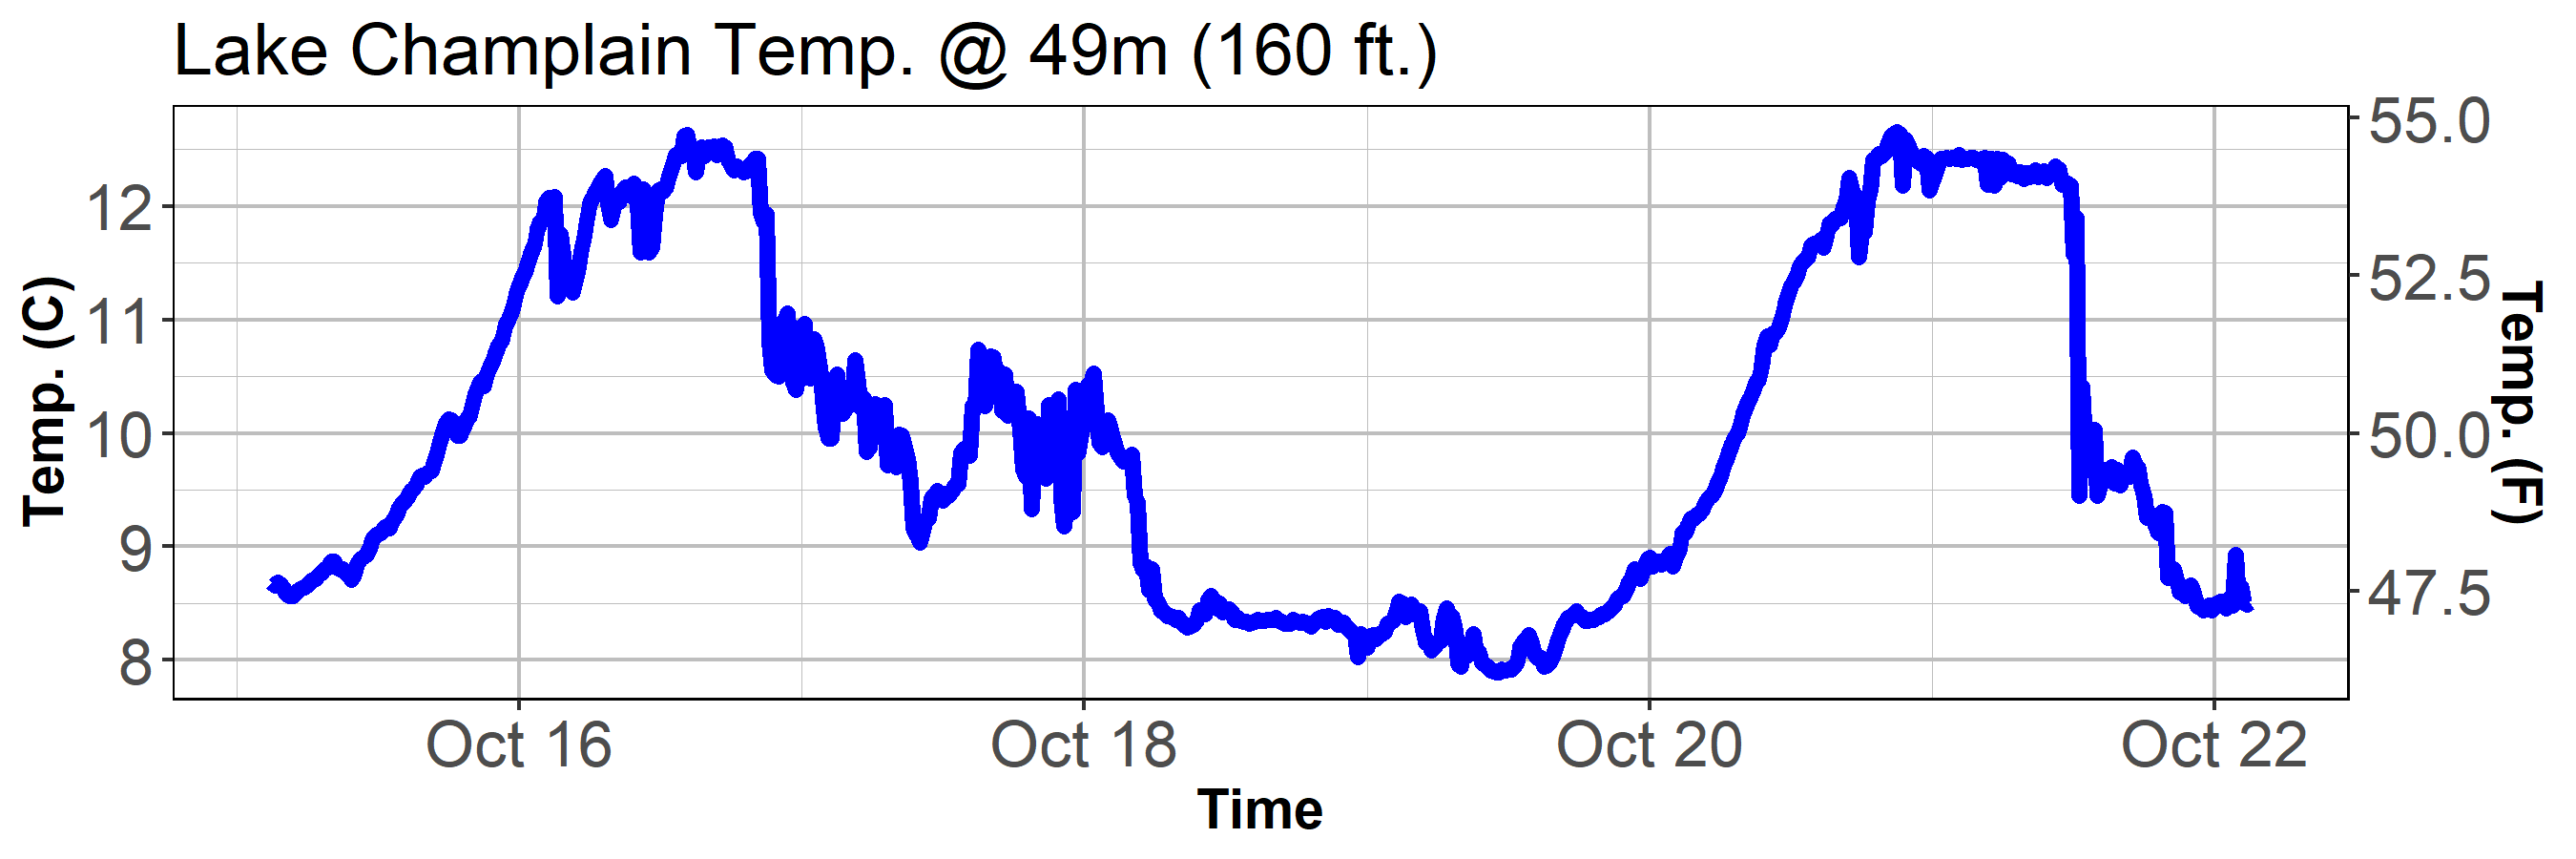 Lake Champlain Temp. @ 49m (160 ft.)
Temp. (C)
12
11
10
9
8
55.0
52.5
50.0
47.5
Temp. (F)
Oct 16 Oct 18 Oct 20 Oct 22
Time